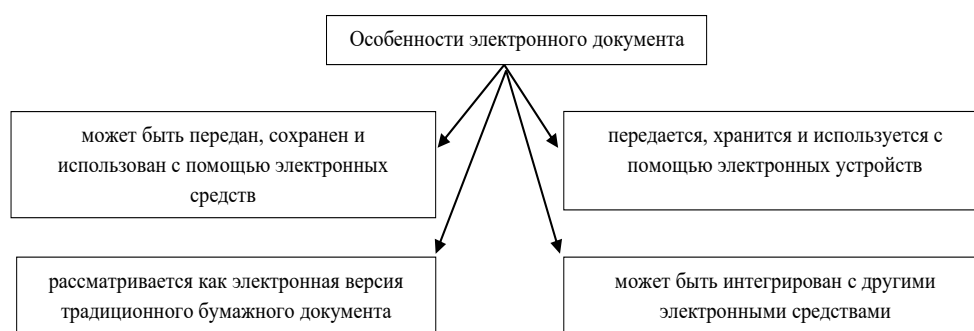 Особенности электронного документа
может быть передан, сохранен и
использован с помощью электронных
средств
передается, хранится и используется с
помощью электронных устройств
рассматривается как электронная версия
традиционного бумажного документа
может быть интегрирован с другими
электронными средствами